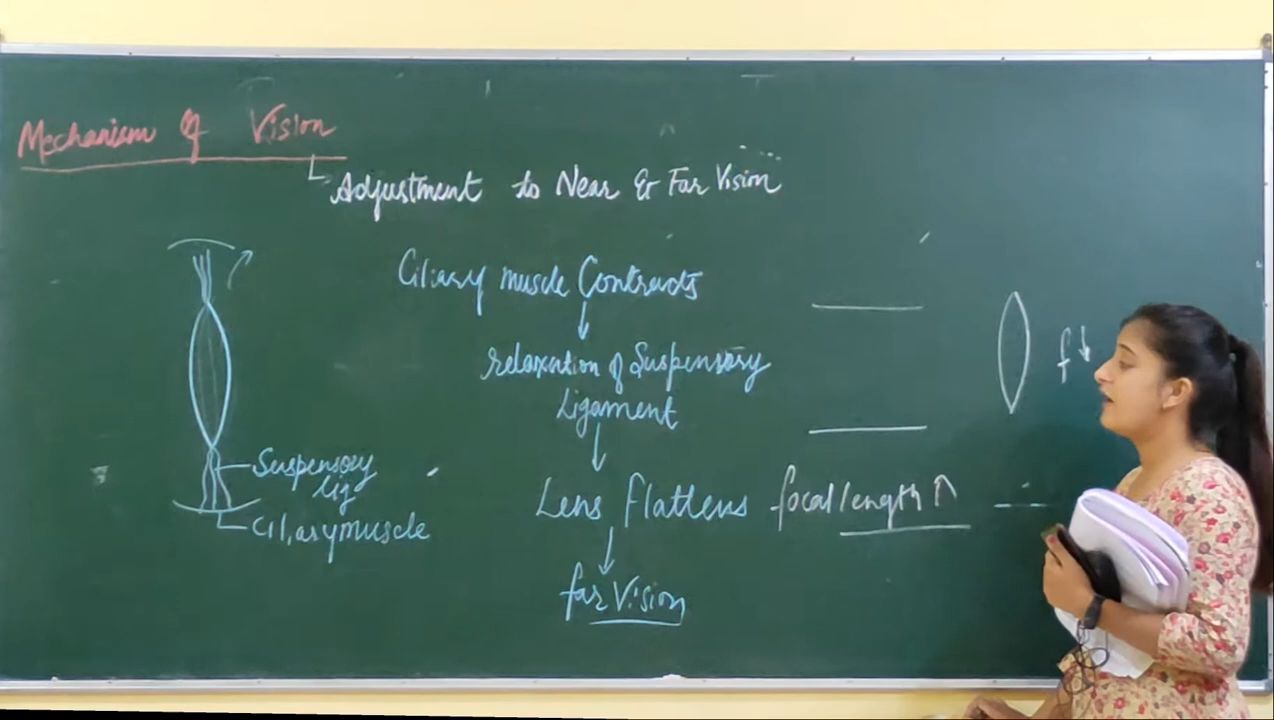 Mechanism of Vision
Adjustment to Near & Far Vision
Ciliary muscle Contracts
↓
relaxation of Suspensory
Ligament
↓
Lens Flattens focal length ↑
↓
far Vision
Suspensory
lig
Ciliary muscle
f↓